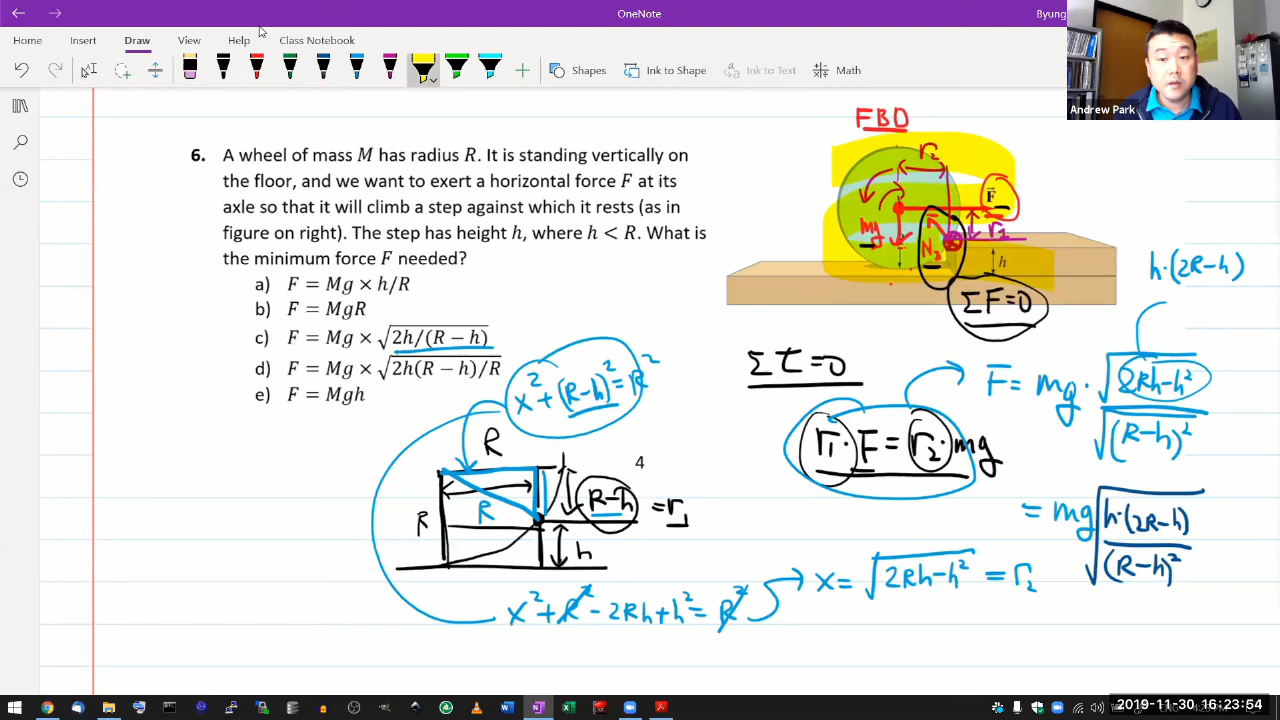 OneNote
Byung
Home Insert Draw View Help Class Notebook
Shapes Ink to Shape Ink to Text Math
Andrew Park
6. A wheel of mass M has radius R. It is standing vertically on
the floor, and we want to exert a horizontal force F at its
axle so that it will climb a step against which it rests (as in
figure on right). The step has height h, where h < R. What is
the minimum force F needed?
a) F = Mg × h/R
b) F = MgR
c) F = Mg × √2h/(R − h)
d) F = Mg × √2h(R − h)/R
e) F = Mgh
FBD
r₂
F
mg
N₂
r₁
h
ΣF=0
h·(2R−h)
Στ=0
F = mg · √2Rh−h² / √(R−h)²
r₁·F = r₂·mg
= mg √h·(2R−h) / (R−h)²
x² + (R−h)² = R²
R
4
R
R
R−h = r₁
h
x² + R² − 2Rh + h² = R²
x = √2Rh−h² = r₂
2019-11-30 16:23:54